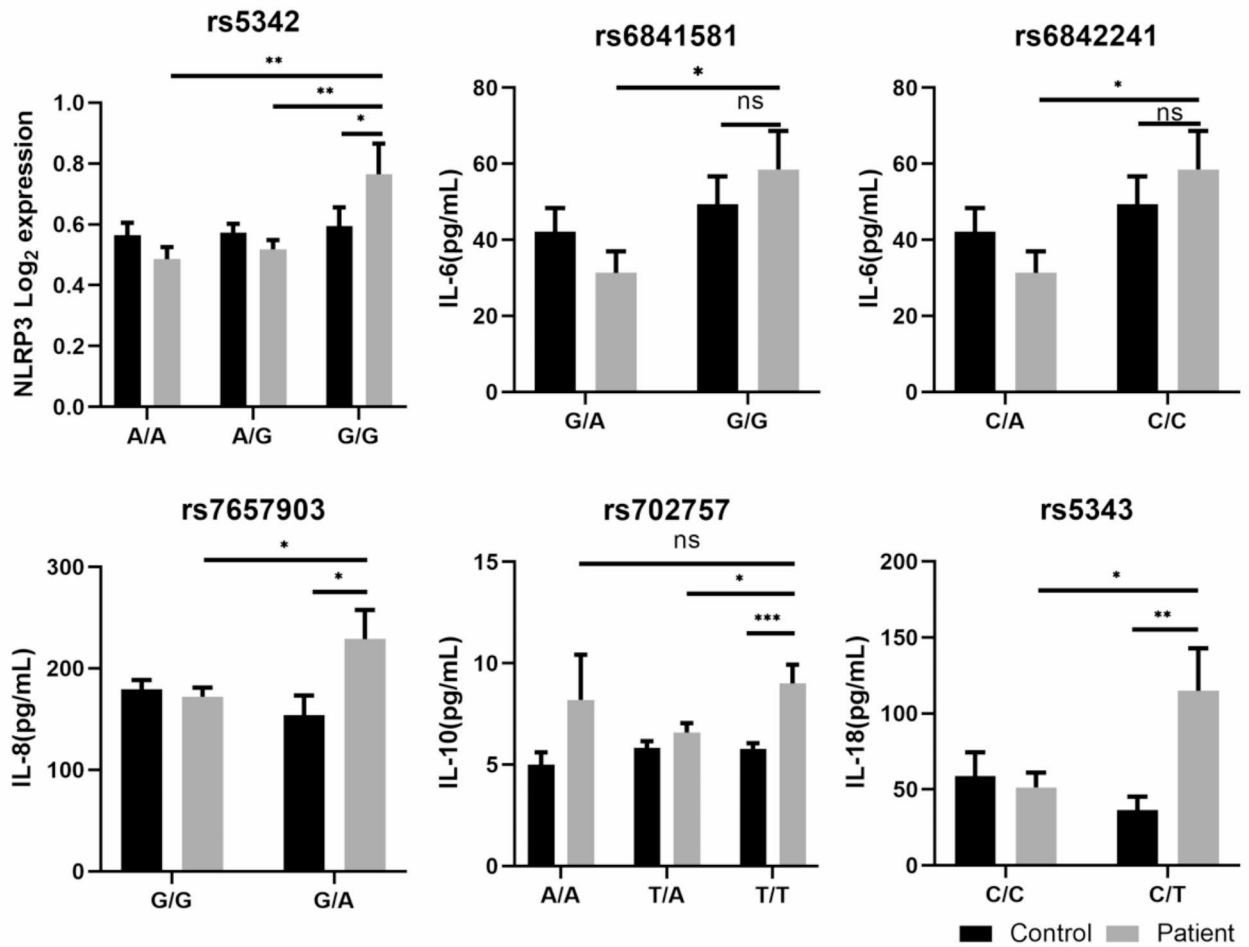 rs5342
rs6841581
rs6842241
**
**
*
1.0
0.8
0.6
0.4
0.2
0.0
NLRP3 Log₂ expression
A/A
A/G
G/G
*
ns
80
60
40
20
0
IL-6(pg/mL)
G/A
G/G
*
ns
80
60
40
20
0
IL-6(pg/mL)
C/A
C/C
rs7657903
rs702757
rs5343
*
*
300
200
100
0
IL-8(pg/mL)
G/G
G/A
ns
*
***
15
10
5
0
IL-10(pg/mL)
A/A
T/A
T/T
*
**
200
150
100
50
0
IL-18(pg/mL)
C/C
C/T
Control
Patient